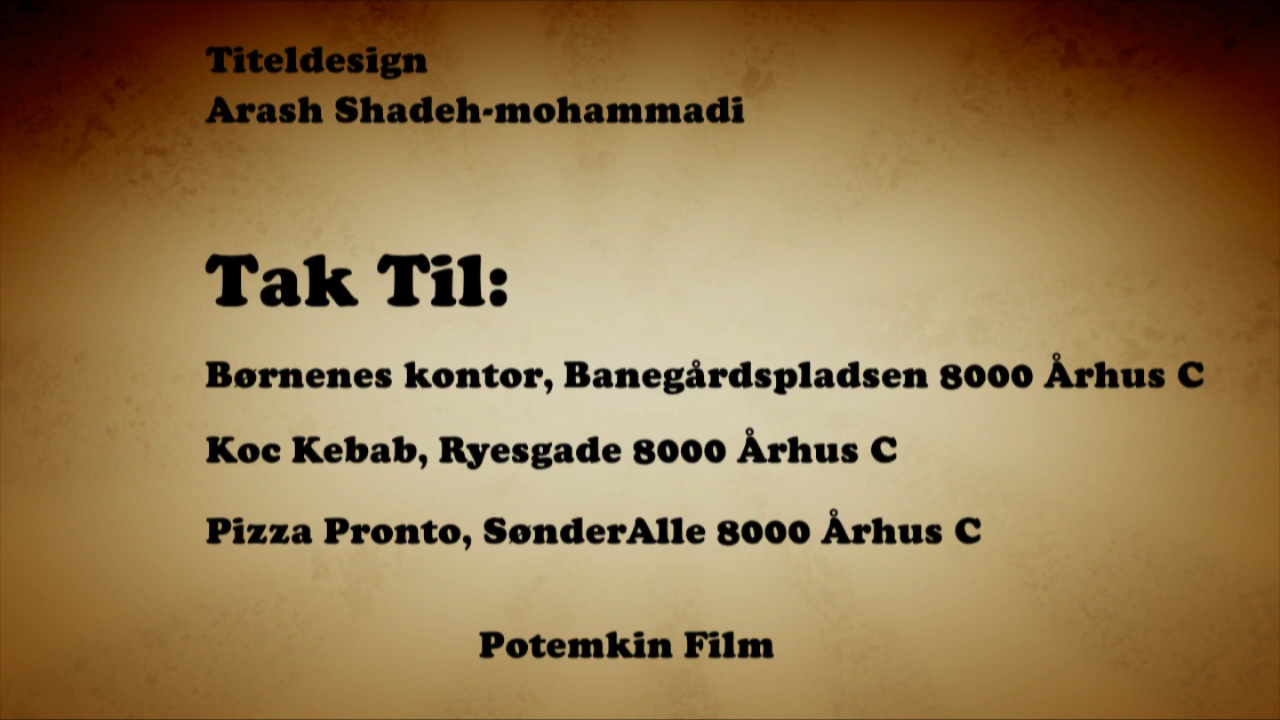 Titeldesign
Arash Shadeh-mohammadi
Tak Til:
Børnenes kontor, Banegårdspladsen 8000 Århus C
Koc Kebab, Ryesgade 8000 Århus C
Pizza Pronto, SønderAlle 8000 Århus C
Potemkin Film